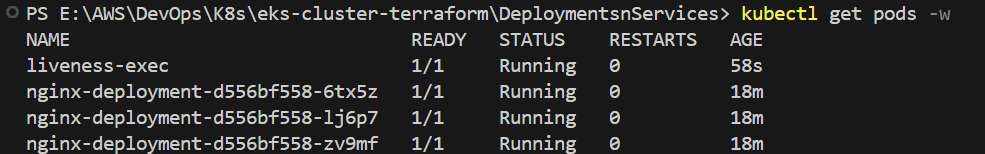 PS E:\AWS\DevOps\K8s\eks-cluster-terraform\DeploymentsnServices> kubectl get pods -w
NAME READY STATUS RESTARTS AGE
liveness-exec 1/1 Running 0 58s
nginx-deployment-d556bf558-6tx5z 1/1 Running 0 18m
nginx-deployment-d556bf558-lj6p7 1/1 Running 0 18m
nginx-deployment-d556bf558-zv9mf 1/1 Running 0 18m